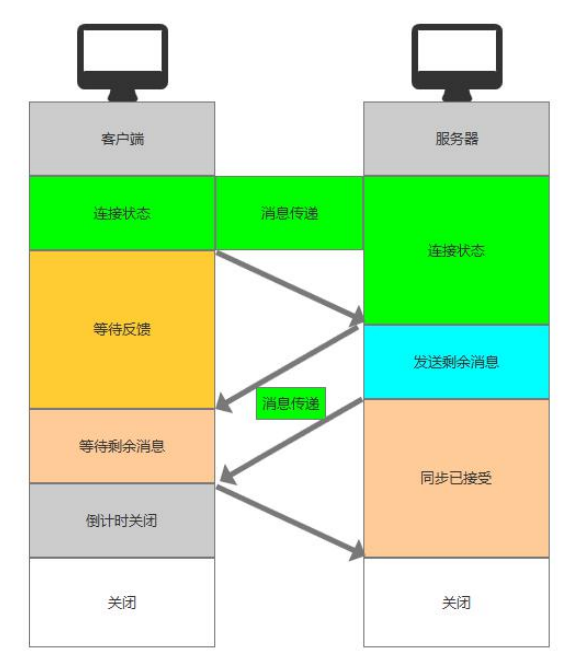 客户端
服务器
连接状态
消息传递
连接状态
等待反馈
发送剩余消息
消息传递
等待剩余消息
同步已接受
倒计时关闭
关闭
关闭